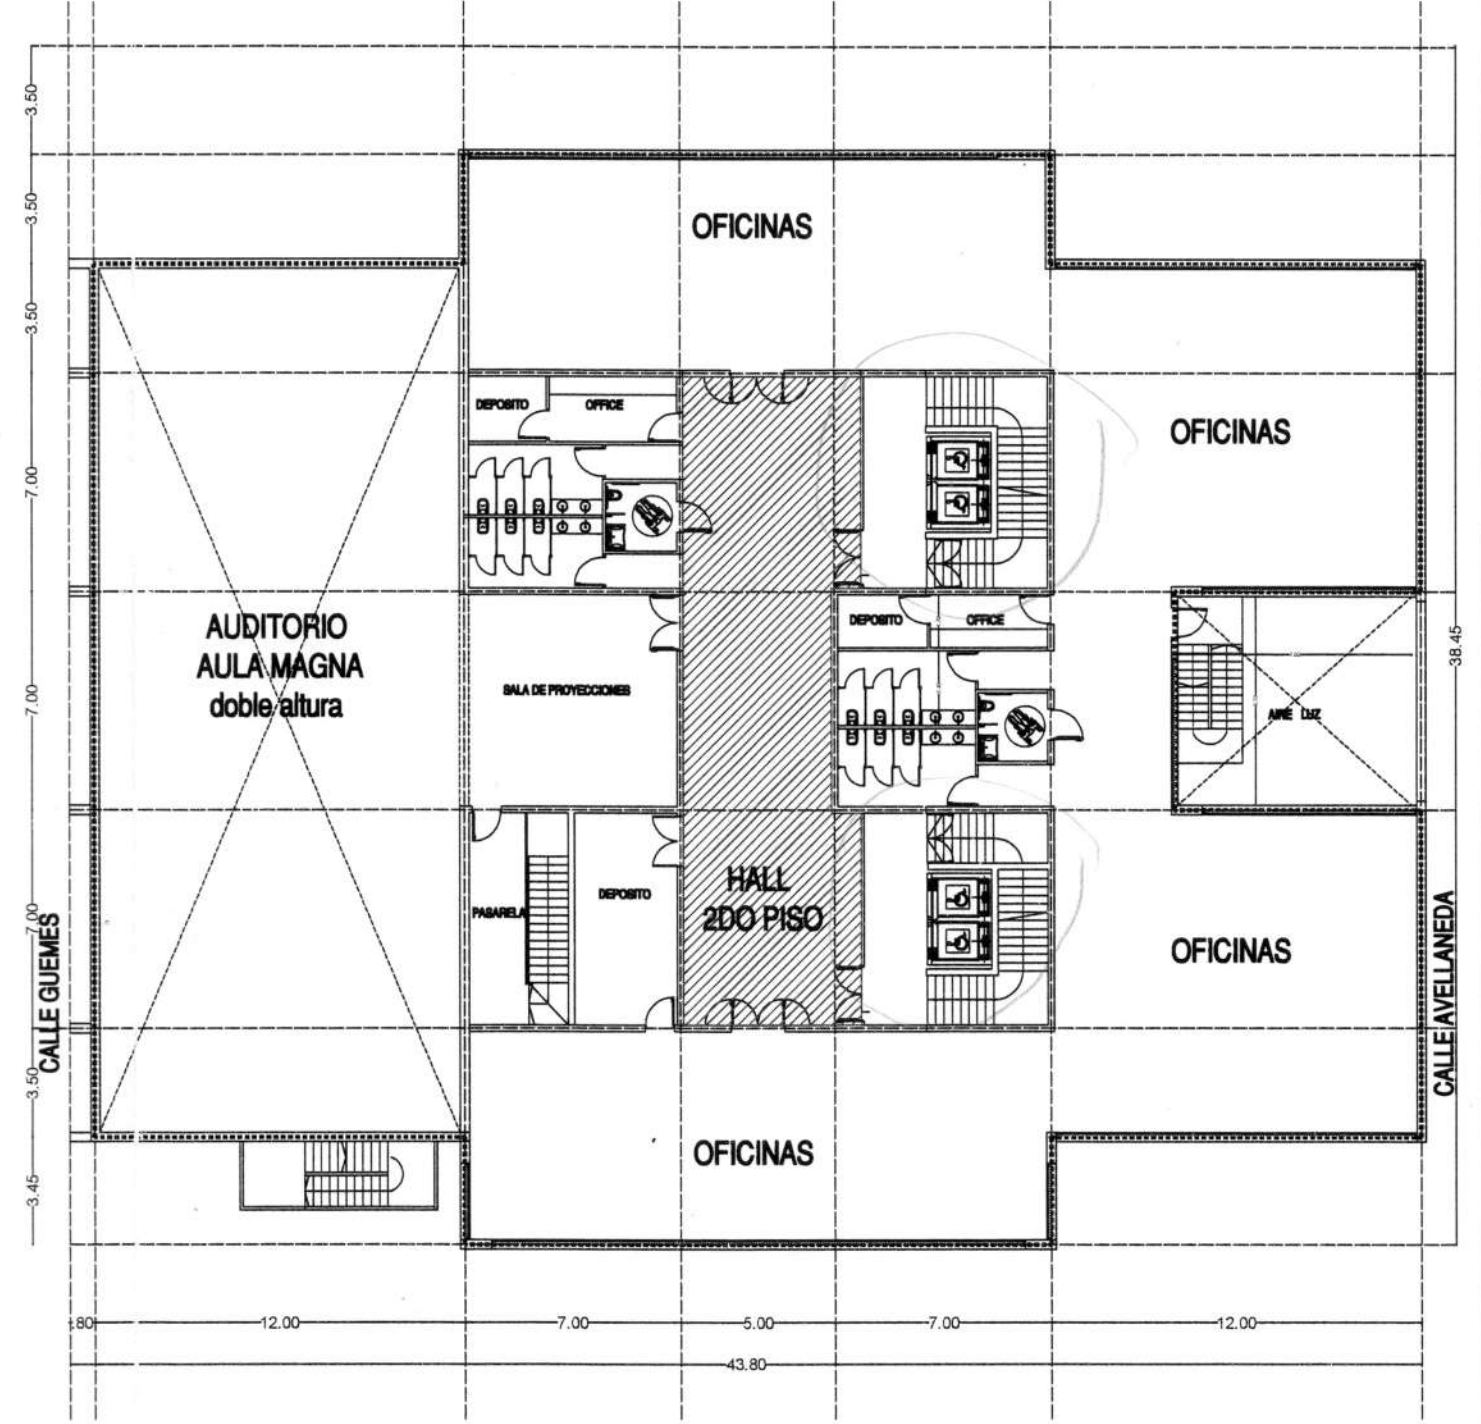 3.50
3.50
OFICINAS
3.50
DEPOSITO
OFFICE
OFICINAS
7.00
AUDITORIO
AULA MAGNA
doble altura
SALA DE PROYECCIONES
DEPOSITO
OFFICE
7.00
AIRE LUZ
38.45
HALL
2DO PISO
PASARELA
DEPOSITO
7.00
CALLE GUEMES
OFICINAS
CALLE AVELLANEDA
3.50
OFICINAS
3.45
.80
12.00
7.00
5.00
7.00
12.00
43.80